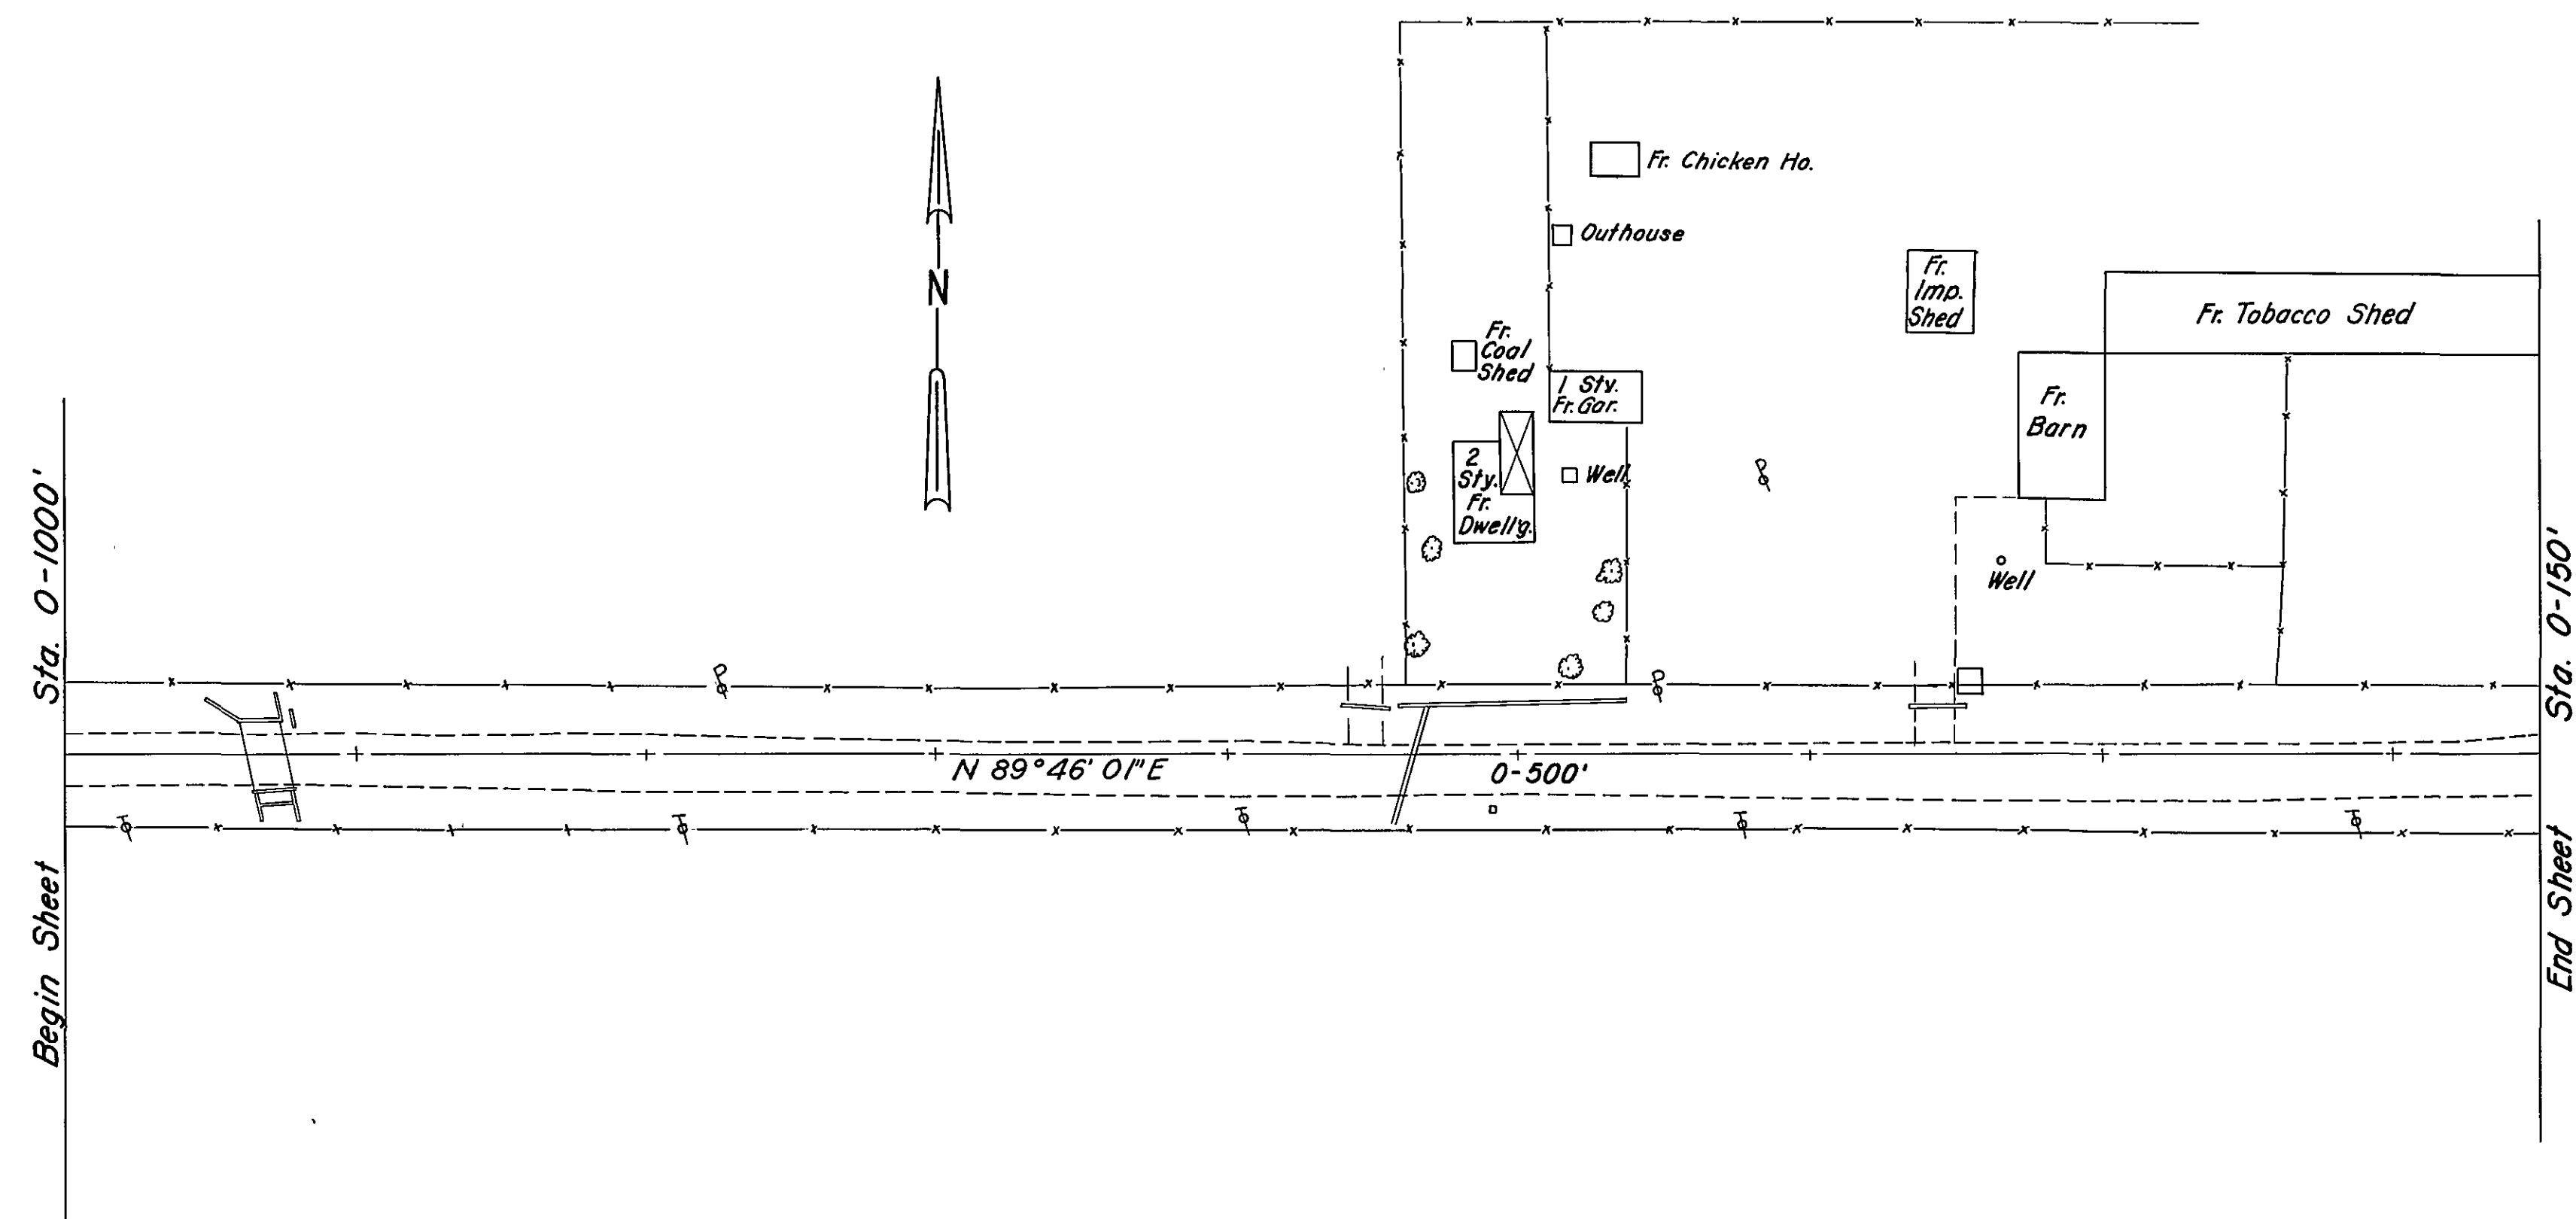 Fr. Chicken Ho.
Outhouse
N
Fr.
Imp.
Shed
Fr. Tobacco Shed
Fr.
Coal
Shed
1 Sty.
Fr. Gar.
Fr.
Barn
2
Sty.
Fr.
Dwell'g.
Well
Well
P
P
P
N 89°46' 01" E
0-500'
T
T
T
T
T
Begin Sheet Sta. 0-1000'
End Sheet Sta. 0-150'